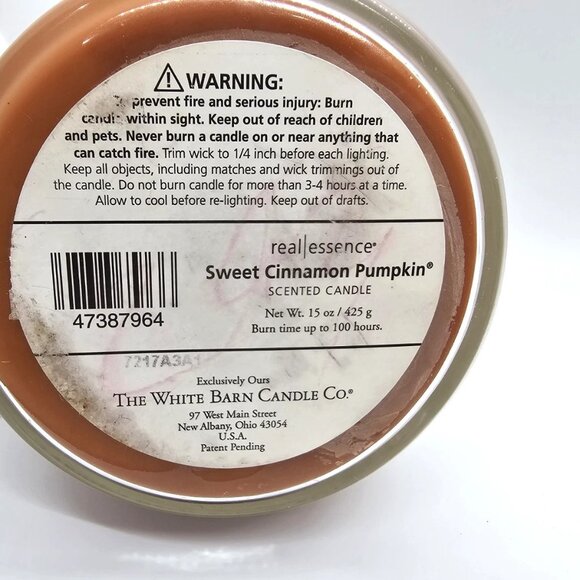 ⚠ WARNING:
To prevent fire and serious injury: Burn
candle within sight. Keep out of reach of children
and pets. Never burn a candle on or near anything that
can catch fire. Trim wick to 1/4 inch before each lighting.
Keep all objects, including matches and wick trimmings out of
the candle. Do not burn candle for more than 3-4 hours at a time.
Allow to cool before re-lighting. Keep out of drafts.
real|essence®
Sweet Cinnamon Pumpkin®
SCENTED CANDLE
47387964
Net Wt. 15 oz / 425 g
Burn time up to 100 hours.
7217A3A1
Exclusively Ours
THE WHITE BARN CANDLE CO.®
97 West Main Street
New Albany, Ohio 43054
U.S.A.
Patent Pending